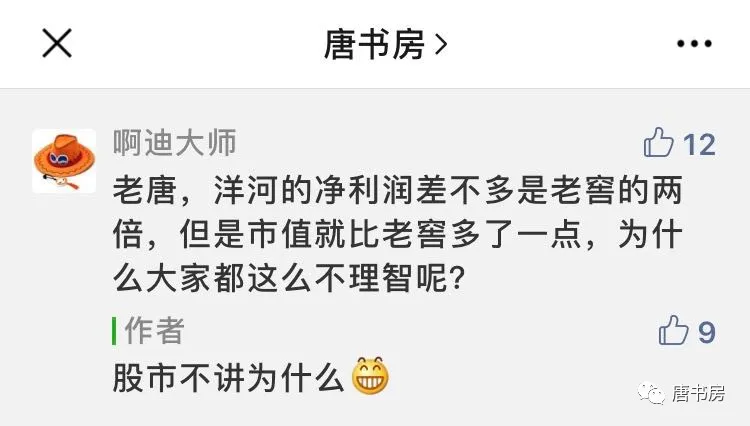 唐书房
啊迪大师
12
老唐，洋河的净利润差不多是老窖的两
倍，但是市值就比老窖多了一点，为什
么大家都这么不理智呢？
作者
9
股市不讲为什么
唐书房